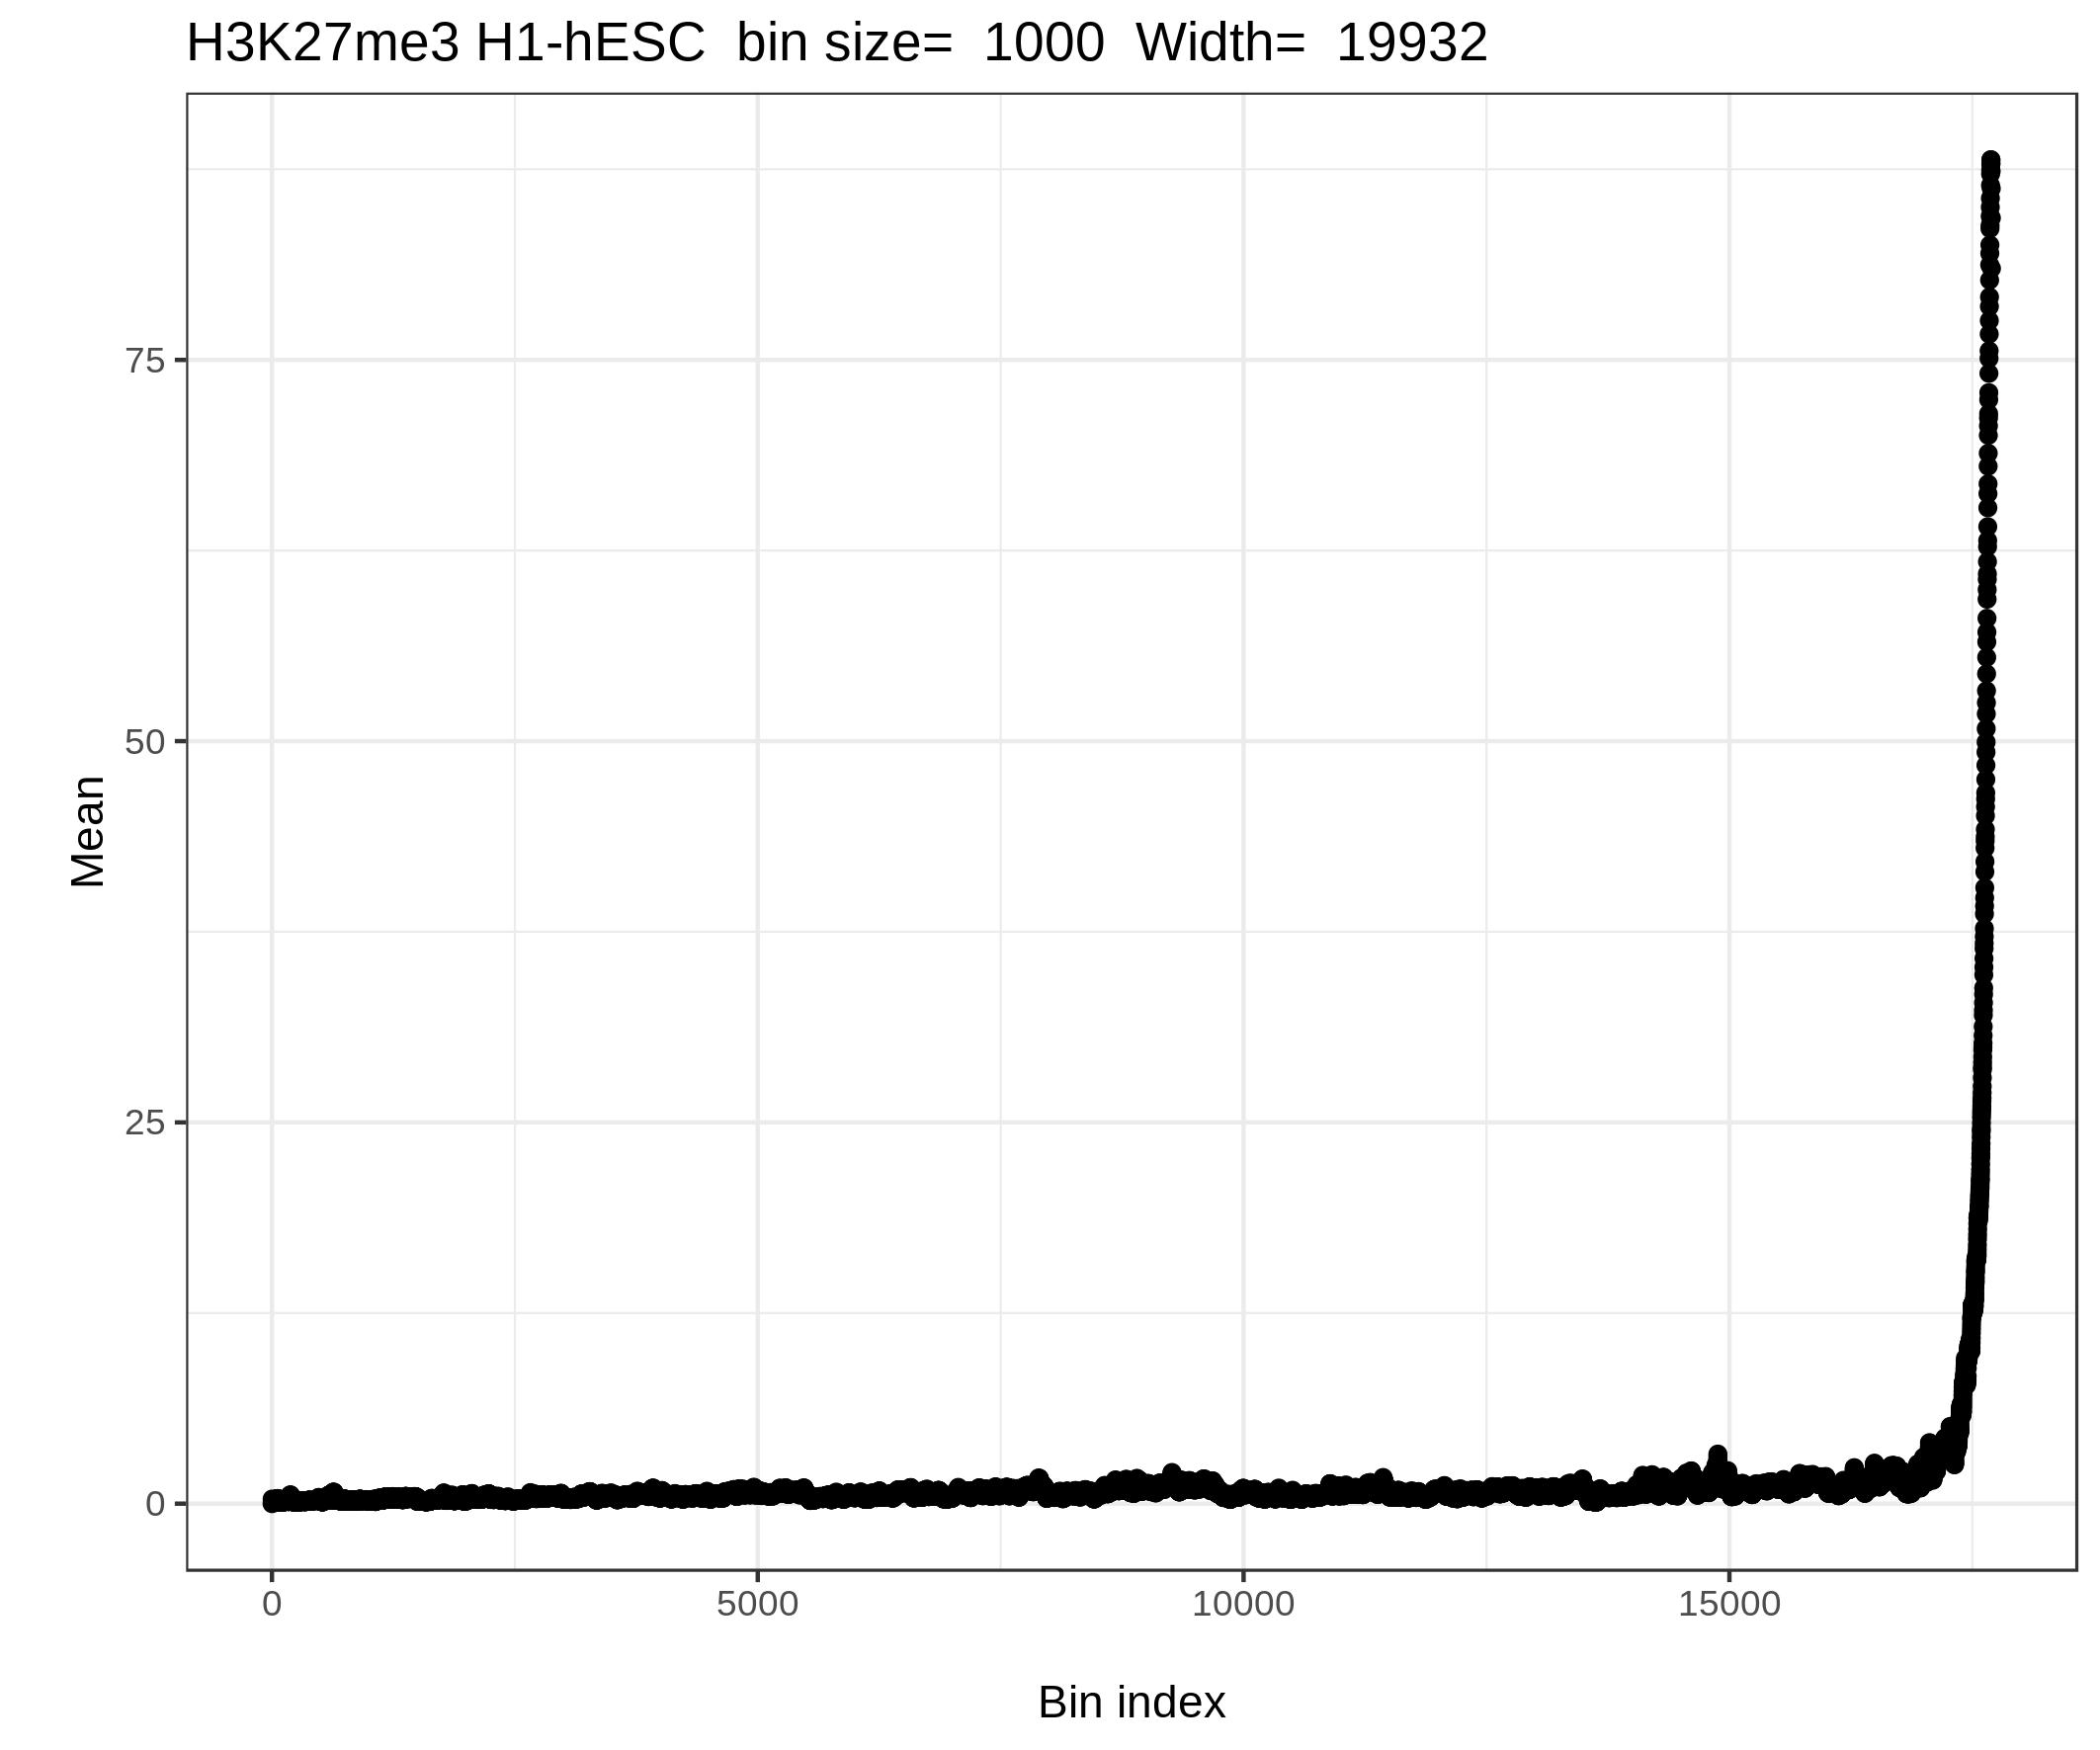 H3K27me3 H1-hESC  bin size=  1000  Width=  19932
75
50
25
0
Mean
0 5000 10000 15000
Bin index